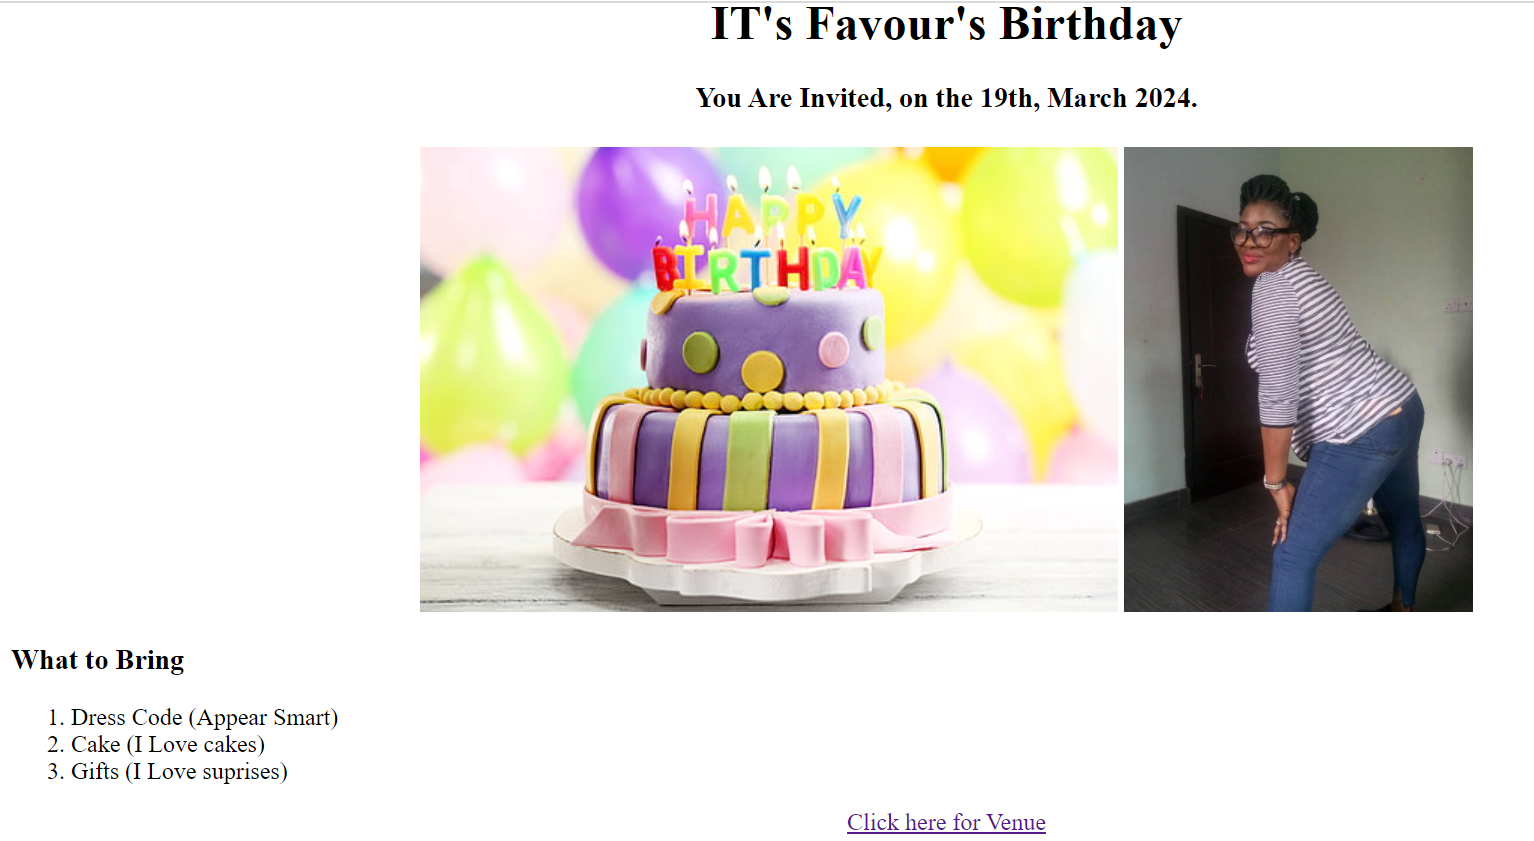 IT's Favour's Birthday
You Are Invited, on the 19th, March 2024.
HAPPY
BIRTHDAY
What to Bring
1. Dress Code (Appear Smart)
2. Cake (I Love cakes)
3. Gifts (I Love suprises)
Click here for Venue